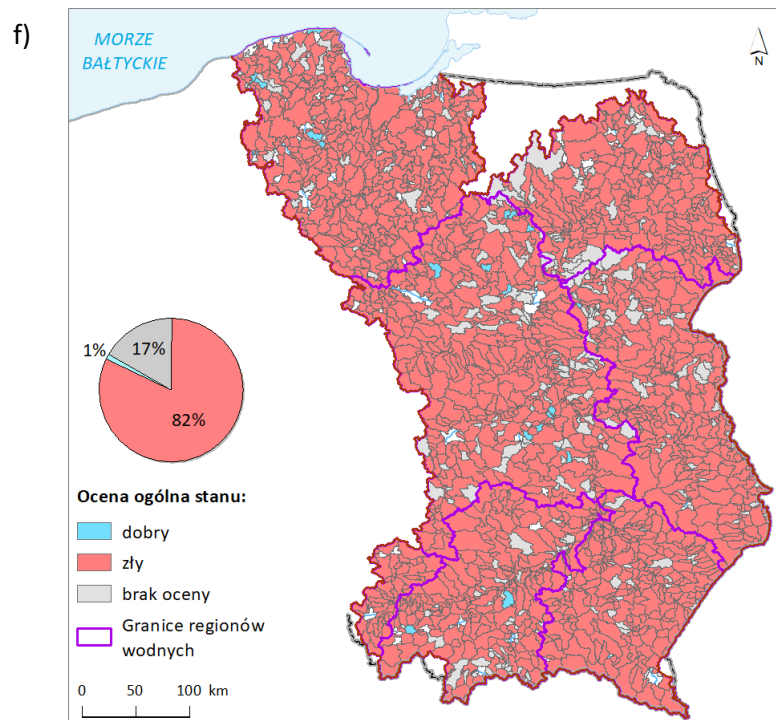 f)
MORZE
BAŁTYCKIE
N
1%
17%
82%
Ocena ogólna stanu:
dobry
zły
brak oceny
Granice regionów
wodnych
0 50 100 km